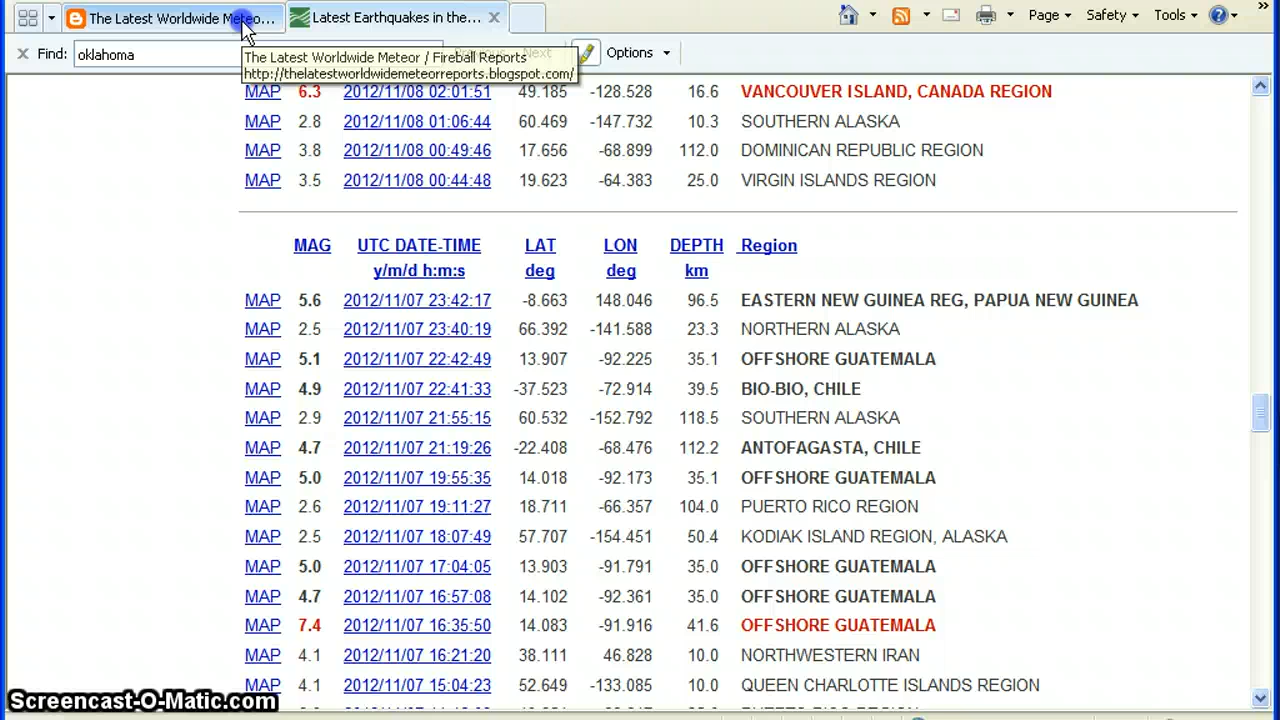 The Latest Worldwide Meteo...
Latest Earthquakes in the...
Page
Safety
Tools
Find:
oklahoma
Next
Options
The Latest Worldwide Meteor / Fireball Reports
http://thelatestworldwidemeteorreports.blogspot.com/
MAP 6.3 2012/11/08 02:01:51 49.185 -128.528 16.6 VANCOUVER ISLAND, CANADA REGION
MAP 2.8 2012/11/08 01:06:44 60.469 -147.732 10.3 SOUTHERN ALASKA
MAP 3.8 2012/11/08 00:49:46 17.656 -68.899 112.0 DOMINICAN REPUBLIC REGION
MAP 3.5 2012/11/08 00:44:48 19.623 -64.383 25.0 VIRGIN ISLANDS REGION
MAG UTC DATE-TIME LAT LON DEPTH Region
y/m/d h:m:s deg deg km
MAP 5.6 2012/11/07 23:42:17 -8.663 148.046 96.5 EASTERN NEW GUINEA REG, PAPUA NEW GUINEA
MAP 2.5 2012/11/07 23:40:19 66.392 -141.588 23.3 NORTHERN ALASKA
MAP 5.1 2012/11/07 22:42:49 13.907 -92.225 35.1 OFFSHORE GUATEMALA
MAP 4.9 2012/11/07 22:41:33 -37.523 -72.914 39.5 BIO-BIO, CHILE
MAP 2.9 2012/11/07 21:55:15 60.532 -152.792 118.5 SOUTHERN ALASKA
MAP 4.7 2012/11/07 21:19:26 -22.408 -68.476 112.2 ANTOFAGASTA, CHILE
MAP 5.0 2012/11/07 19:55:35 14.018 -92.173 35.1 OFFSHORE GUATEMALA
MAP 2.6 2012/11/07 19:11:27 18.711 -66.357 104.0 PUERTO RICO REGION
MAP 2.5 2012/11/07 18:07:49 57.707 -154.451 50.4 KODIAK ISLAND REGION, ALASKA
MAP 5.0 2012/11/07 17:04:05 13.903 -91.791 35.0 OFFSHORE GUATEMALA
MAP 4.7 2012/11/07 16:57:08 14.102 -92.361 35.0 OFFSHORE GUATEMALA
MAP 7.4 2012/11/07 16:35:50 14.083 -91.916 41.6 OFFSHORE GUATEMALA
MAP 4.1 2012/11/07 16:21:20 38.111 46.828 10.0 NORTHWESTERN IRAN
MAP 4.1 2012/11/07 15:04:23 52.649 -133.085 10.0 QUEEN CHARLOTTE ISLANDS REGION
Screencast-O-Matic.com